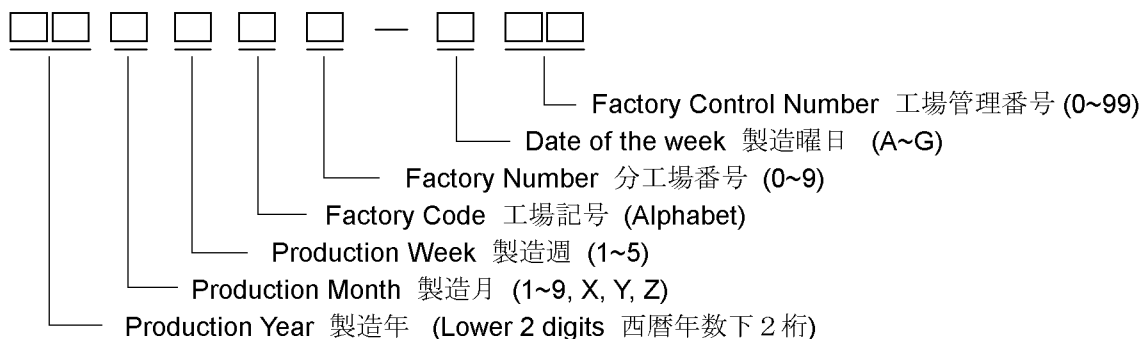 Factory Control Number 工場管理番号 (0~99)
Date of the week 製造曜日 (A~G)
Factory Number 分工場番号 (0~9)
Factory Code 工場記号 (Alphabet)
Production Week 製造週 (1~5)
Production Month 製造月 (1~9, X, Y, Z)
Production Year 製造年 (Lower 2 digits 西暦年数下２桁)